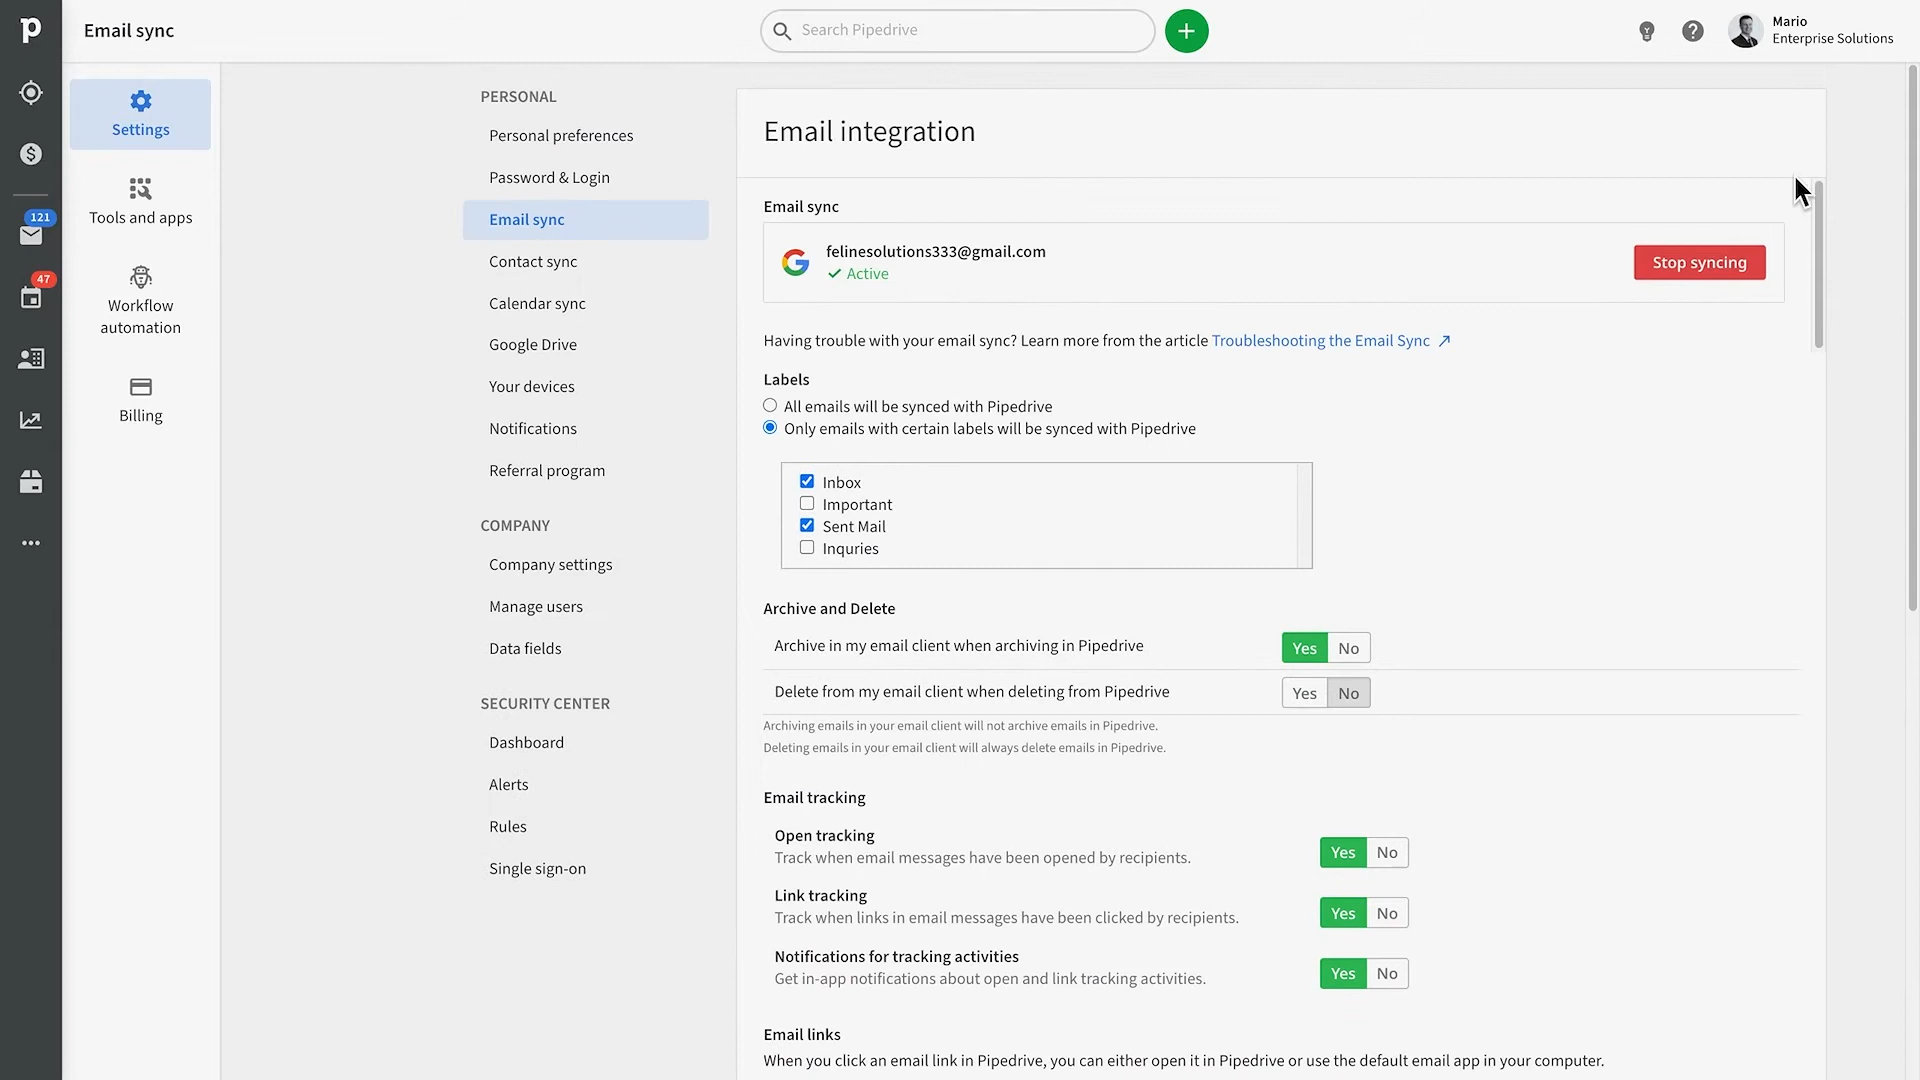 Email sync
Search Pipedrive
Mario
Enterprise Solutions
121
47
Settings
Tools and apps
Workflow
automation
Billing
PERSONAL
Personal preferences
Password & Login
Email sync
Contact sync
Calendar sync
Google Drive
Your devices
Notifications
Referral program
COMPANY
Company settings
Manage users
Data fields
SECURITY CENTER
Dashboard
Alerts
Rules
Single sign-on
Email integration
Email sync
felinesolutions333@gmail.com
Active
Stop syncing
Having trouble with your email sync? Learn more from the article Troubleshooting the Email Sync
Labels
All emails will be synced with Pipedrive
Only emails with certain labels will be synced with Pipedrive
Inbox
Important
Sent Mail
Inquries
Archive and Delete
Archive in my email client when archiving in Pipedrive Yes No
Delete from my email client when deleting from Pipedrive Yes No
Archiving emails in your email client will not archive emails in Pipedrive.
Deleting emails in your email client will always delete emails in Pipedrive.
Email tracking
Open tracking
Track when email messages have been opened by recipients. Yes No
Link tracking
Track when links in email messages have been clicked by recipients. Yes No
Notifications for tracking activities
Get in-app notifications about open and link tracking activities. Yes No
Email links
When you click an email link in Pipedrive, you can either open it in Pipedrive or use the default email app in your computer.